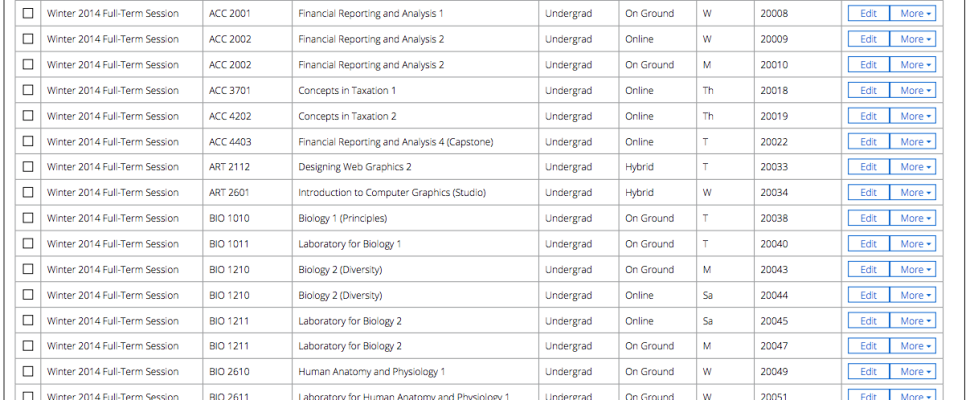 Winter 2014 Full-Term Session ACC 2001 Financial Reporting and Analysis 1 Undergrad On Ground W 20008 Edit More
Winter 2014 Full-Term Session ACC 2002 Financial Reporting and Analysis 2 Undergrad Online W 20009 Edit More
Winter 2014 Full-Term Session ACC 2002 Financial Reporting and Analysis 2 Undergrad On Ground M 20010 Edit More
Winter 2014 Full-Term Session ACC 3701 Concepts in Taxation 1 Undergrad Online Th 20018 Edit More
Winter 2014 Full-Term Session ACC 4202 Concepts in Taxation 2 Undergrad Online Th 20019 Edit More
Winter 2014 Full-Term Session ACC 4403 Financial Reporting and Analysis 4 (Capstone) Undergrad Online T 20022 Edit More
Winter 2014 Full-Term Session ART 2112 Designing Web Graphics 2 Undergrad Hybrid T 20033 Edit More
Winter 2014 Full-Term Session ART 2601 Introduction to Computer Graphics (Studio) Undergrad Hybrid W 20034 Edit More
Winter 2014 Full-Term Session BIO 1010 Biology 1 (Principles) Undergrad On Ground T 20038 Edit More
Winter 2014 Full-Term Session BIO 1011 Laboratory for Biology 1 Undergrad On Ground T 20040 Edit More
Winter 2014 Full-Term Session BIO 1210 Biology 2 (Diversity) Undergrad On Ground M 20043 Edit More
Winter 2014 Full-Term Session BIO 1210 Biology 2 (Diversity) Undergrad Online Sa 20044 Edit More
Winter 2014 Full-Term Session BIO 1211 Laboratory for Biology 2 Undergrad Online Sa 20045 Edit More
Winter 2014 Full-Term Session BIO 1211 Laboratory for Biology 2 Undergrad On Ground M 20047 Edit More
Winter 2014 Full-Term Session BIO 2610 Human Anatomy and Physiology 1 Undergrad On Ground W 20049 Edit More
Winter 2014 Full-Term Session BIO 2611 Laboratory for Human Anatomy and Physiology 1 Undergrad On Ground W 20051 Edit More